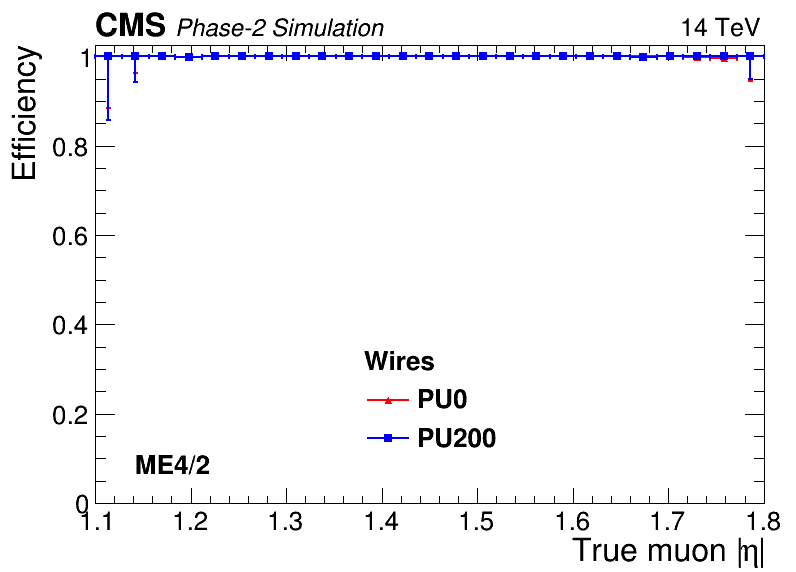 CMS Phase-2 Simulation 14 TeV
Efficiency
1
0.8
0.6
0.4
0.2
0
Wires
PU0
PU200
ME4/2
1.1 1.2 1.3 1.4 1.5 1.6 1.7 1.8
True muon |η|